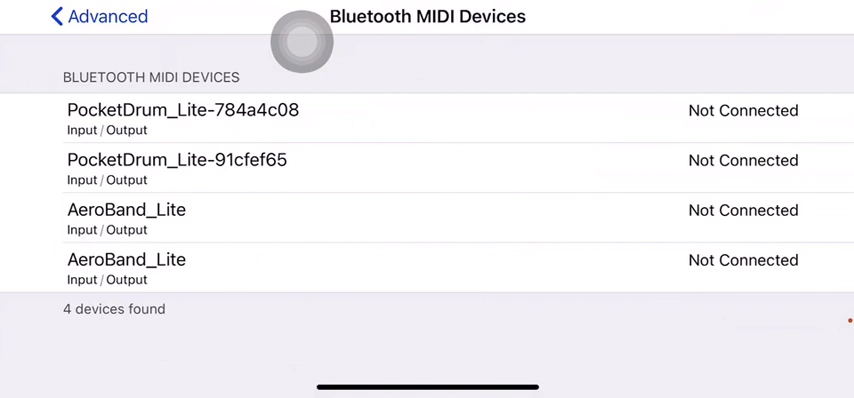 Advanced
Bluetooth MIDI Devices
BLUETOOTH MIDI DEVICES
PocketDrum_Lite-784a4c08
Not Connected
Input / Output
PocketDrum_Lite-91cfef65
Not Connected
Input / Output
AeroBand_Lite
Not Connected
Input / Output
AeroBand_Lite
Not Connected
Input / Output
4 devices found